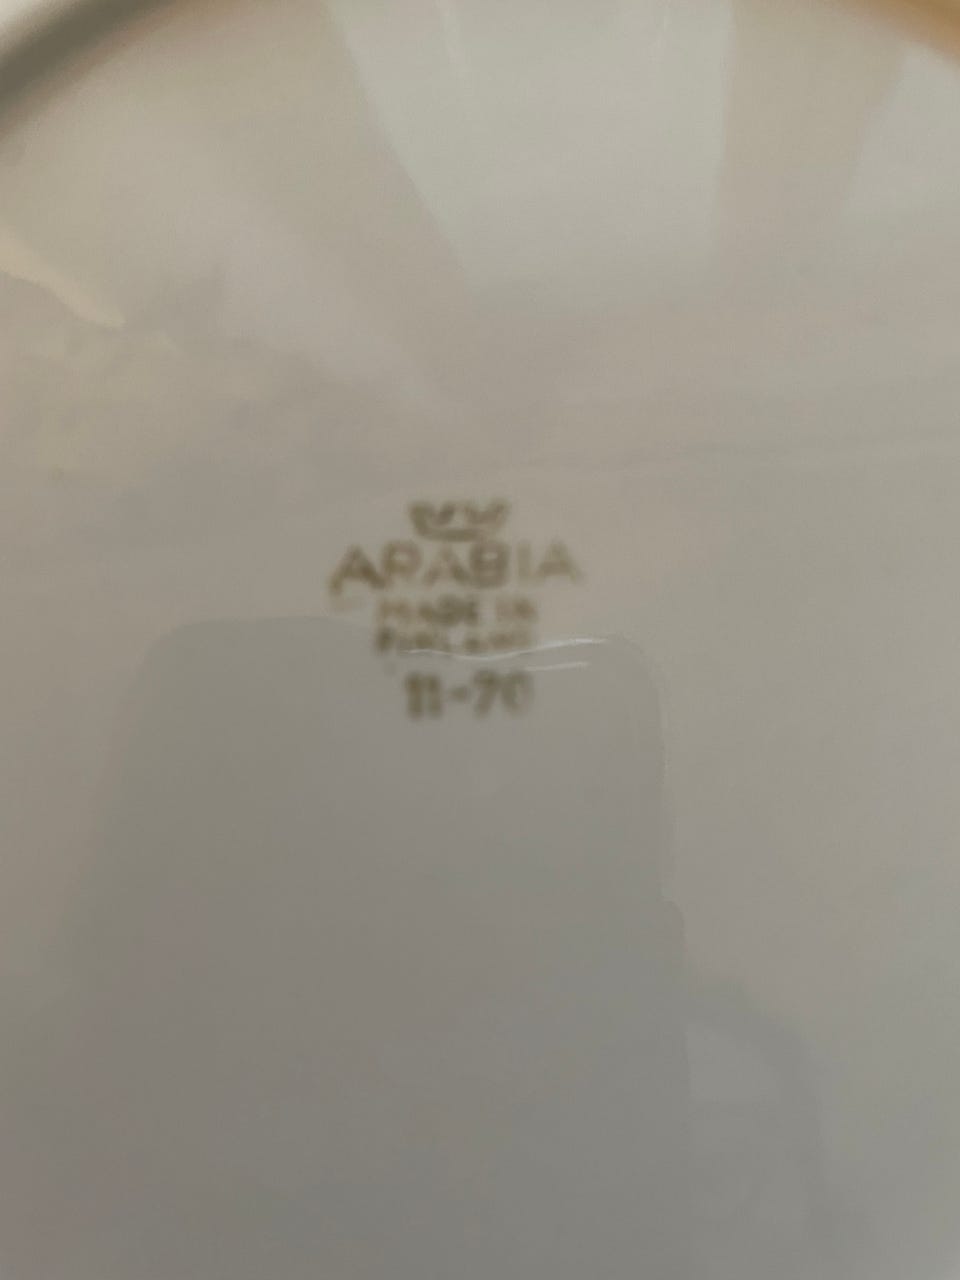 ARABIA
MADE IN
FINLAND
11-70